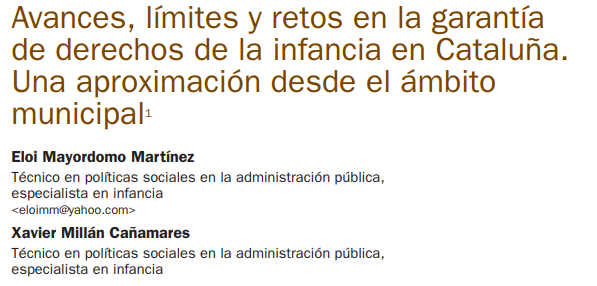 Avances, límites y retos en la garantía
de derechos de la infancia en Cataluña.
Una aproximación desde el ámbito
municipal¹
Eloi Mayordomo Martínez
Técnico en políticas sociales en la administración pública,
especialista en infancia
<eloimm@yahoo.com>
Xavier Millán Cañamares
Técnico en políticas sociales en la administración pública,
especialista en infancia